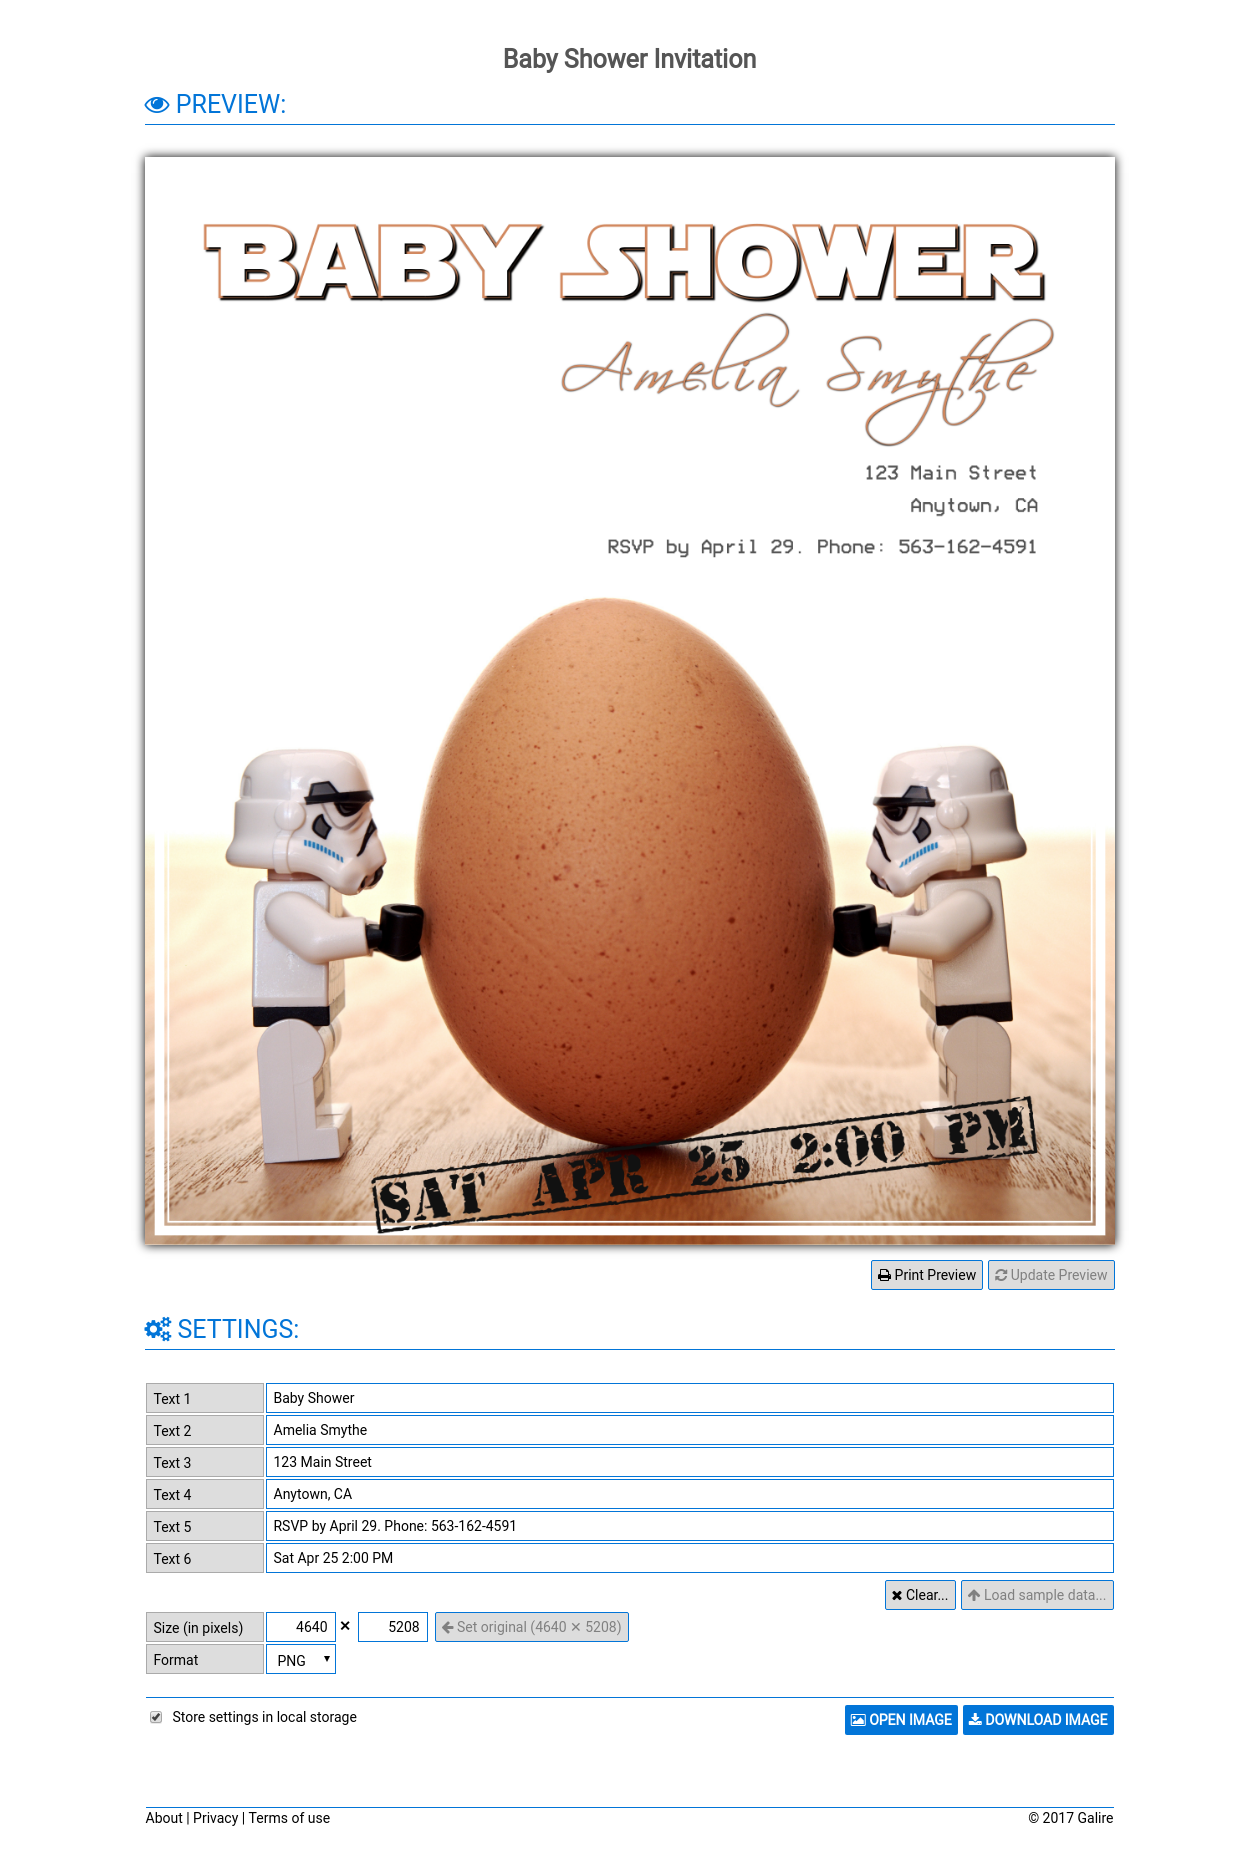 Baby Shower Invitation
PREVIEW:
BABY SHOWER
Amelia Smythe
123 Main Street
Anytown, CA
RSVP by April 29. Phone: 563-162-4591
SAT APR 25 2:00 PM
Print Preview Update Preview
SETTINGS:
Text 1 Baby Shower
Text 2 Amelia Smythe
Text 3 123 Main Street
Text 4 Anytown, CA
Text 5 RSVP by April 29. Phone: 563-162-4591
Text 6 Sat Apr 25 2:00 PM
Clear... Load sample data...
Size (in pixels) 4640 × 5208 Set original (4640 × 5208)
Format PNG
Store settings in local storage OPEN IMAGE DOWNLOAD IMAGE
About | Privacy | Terms of use © 2017 Galire